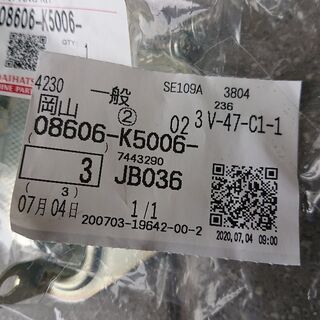 08606-K5006-
QTY
1
DAIHATSU
4230 一般 SE109A 3804
岡山 ② 236
02 3 V-47-C1-1
08606-K5006-
7443290
3 JB036
( 3 )
07月04日 1/1
200703-19642-00-2
2020,07,04 09:00